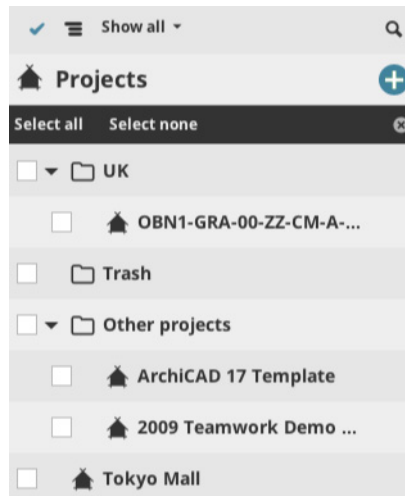 Show all
Projects
Select all Select none
UK
OBN1-GRA-00-ZZ-CM-A-...
Trash
Other projects
ArchiCAD 17 Template
2009 Teamwork Demo ...
Tokyo Mall